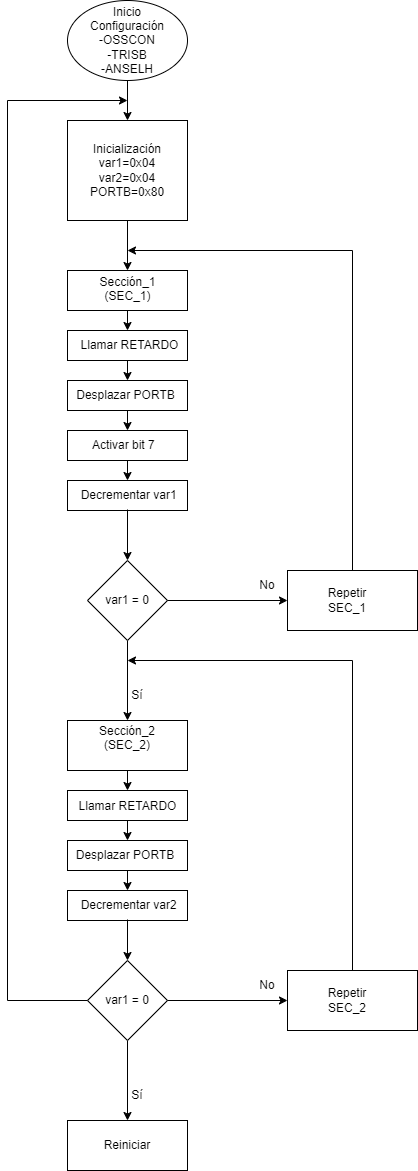 Inicio
Configuración
-OSSCON
-TRISB
-ANSELH
Inicialización
var1=0x04
var2=0x04
PORTB=0x80
Sección_1
(SEC_1)
Llamar RETARDO
Desplazar PORTB
Activar bit 7
Decrementar var1
var1 = 0
No
Repetir
SEC_1
Sí
Sección_2
(SEC_2)
Llamar RETARDO
Desplazar PORTB
Decrementar var2
var1 = 0
No
Repetir
SEC_2
Sí
Reiniciar